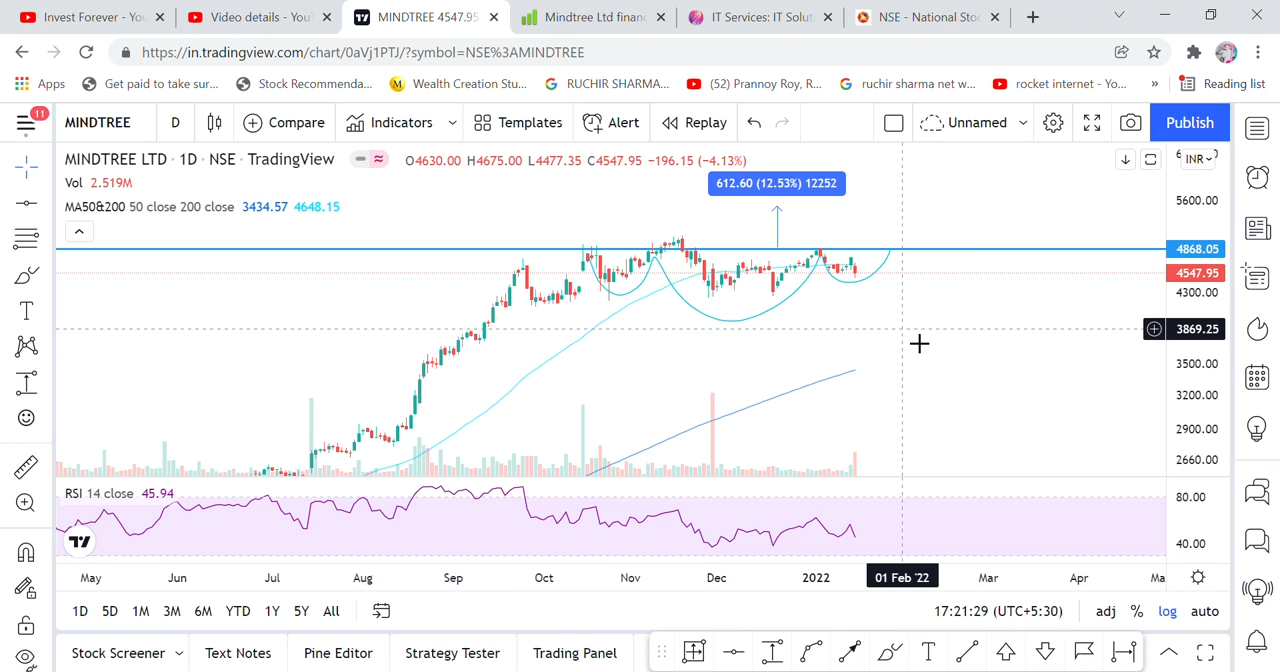 Invest Forever - You
Video details - YouT
MINDTREE 4547.95
Mindtree Ltd financ
IT Services: IT Solut
NSE - National Stoc
https://in.tradingview.com/chart/0aVj1PTJ/?symbol=NSE%3AMINDTREE
Apps
Get paid to take sur...
Stock Recommenda...
Wealth Creation Stu...
RUCHIR SHARMA...
(52) Prannoy Roy, R...
ruchir sharma net w...
rocket internet - Yo...
»
Reading list
11
MINDTREE
D
Compare
Indicators
Templates
Alert
Replay
Unnamed
Publish
MINDTREE LTD · 1D · NSE · TradingView
O4630.00 H4675.00 L4477.35 C4547.95 −196.15 (−4.13%)
INR
Vol 2.519M
612.60 (12.53%) 12252
MA50&200 50 close 200 close 3434.57 4648.15
5600.00
4868.05
4547.95
4300.00
3869.25
3500.00
3200.00
2900.00
2660.00
RSI 14 close 45.94
80.00
40.00
May Jun Jul Aug Sep Oct Nov Dec 2022 01 Feb '22 Mar Apr Ma
1D 5D 1M 3M 6M YTD 1Y 5Y All
17:21:29 (UTC+5:30)
adj % log auto
Stock Screener
Text Notes
Pine Editor
Strategy Tester
Trading Panel